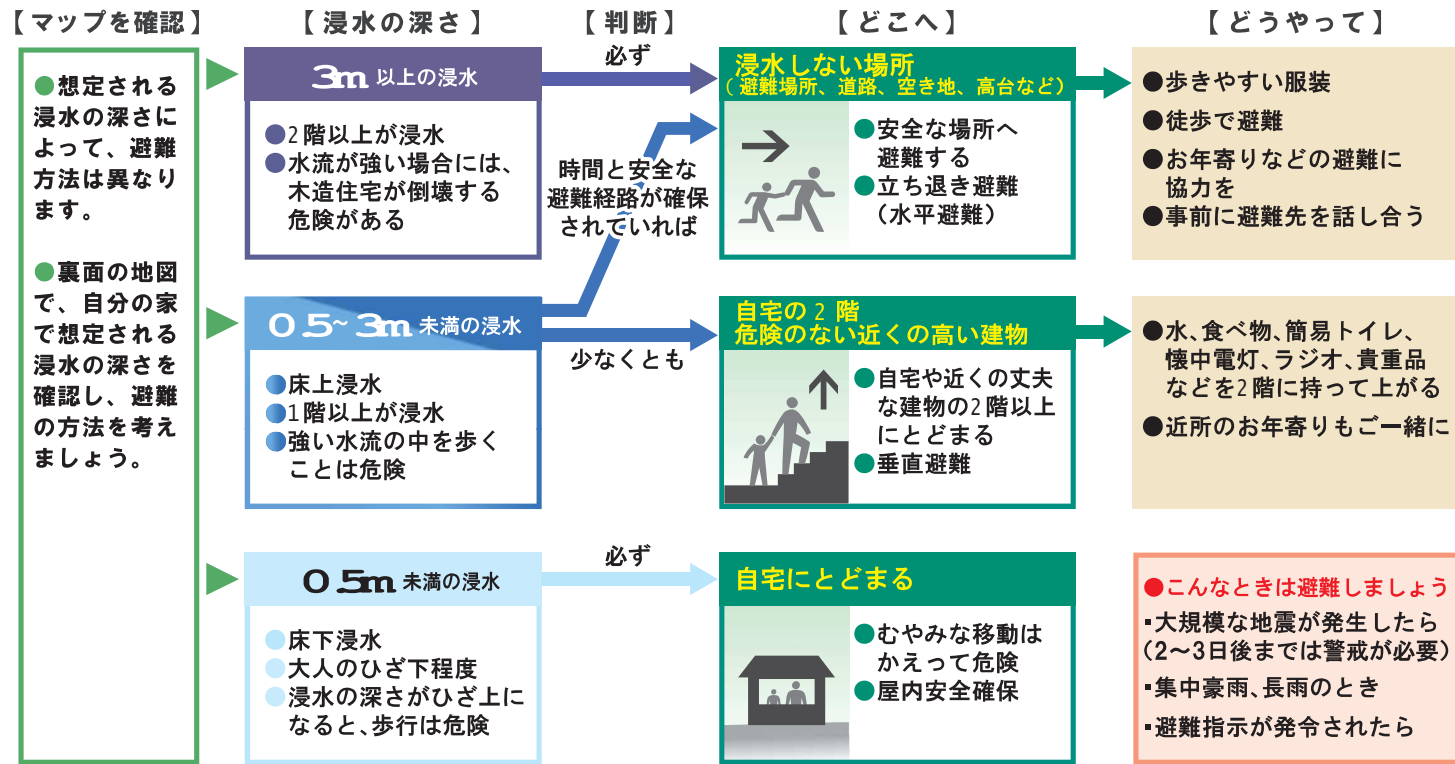 【マップを確認】
【浸水の深さ】
【判断】
【どこへ】
【どうやって】
●想定される
浸水の深さに
よって、避難
方法は異なり
ます。
●裏面の地図
で、自分の家
で想定される
浸水の深さを
確認し、避難
の方法を考え
ましょう。
3m 以上の浸水
●2階以上が浸水
●水流が強い場合には、
木造住宅が倒壊する
危険がある
必ず
浸水しない場所
(避難場所、道路、空き地、高台など)
●安全な場所へ
避難する
●立ち退き避難
(水平避難)
●歩きやすい服装
●徒歩で避難
●お年寄りなどの避難に
協力を
●事前に避難先を話し合う
時間と安全な
避難経路が確保
されていれば
0.5~3m 未満の浸水
●床上浸水
●1階以上が浸水
●強い水流の中を歩く
ことは危険
少なくとも
自宅の2階
危険のない近くの高い建物
●自宅や近くの丈夫
な建物の2階以上
にとどまる
●垂直避難
●水、食べ物、簡易トイレ、
懐中電灯、ラジオ、貴重品
などを2階に持って上がる
●近所のお年寄りもご一緒に
0.5m 未満の浸水
●床下浸水
●大人のひざ下程度
●浸水の深さがひざ上に
なると、歩行は危険
必ず
自宅にとどまる
●むやみな移動は
かえって危険
●屋内安全確保
●こんなときは避難しましょう
▪大規模な地震が発生したら
(2〜3日後までは警戒が必要)
▪集中豪雨、長雨のとき
▪避難指示が発令されたら